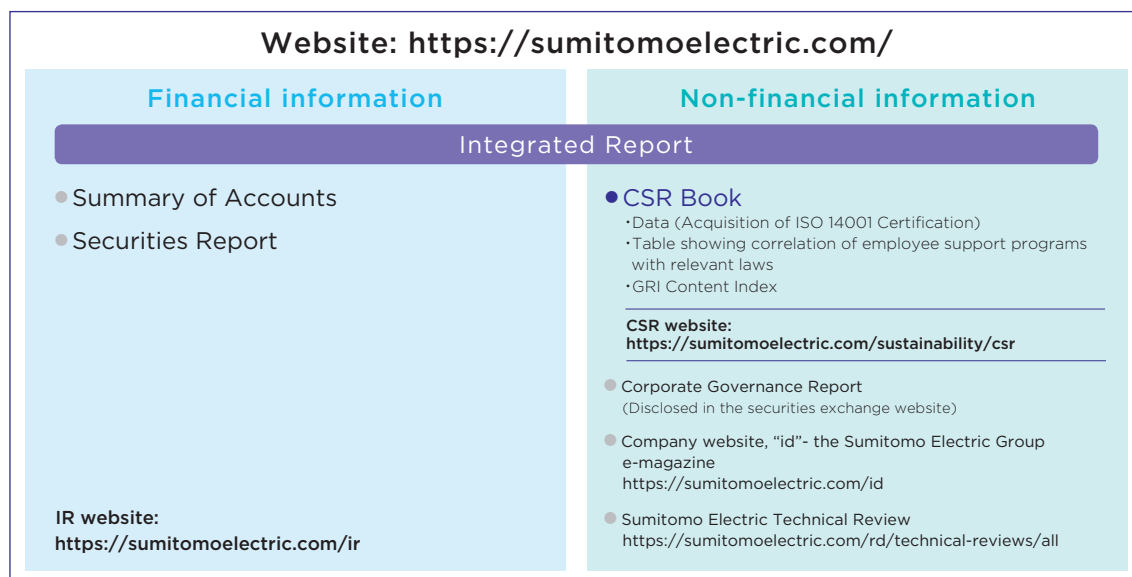 Website: https://sumitomoelectric.com/
Financial information
Non-financial information
Integrated Report
Summary of Accounts
Securities Report
IR website:
https://sumitomoelectric.com/ir
CSR Book
・Data (Acquisition of ISO 14001 Certification)
・Table showing correlation of employee support programs
with relevant laws
・GRI Content Index
CSR website:
https://sumitomoelectric.com/sustainability/csr
Corporate Governance Report
(Disclosed in the securities exchange website)
Company website, “id”- the Sumitomo Electric Group
e-magazine
https://sumitomoelectric.com/id
Sumitomo Electric Technical Review
https://sumitomoelectric.com/rd/technical-reviews/all